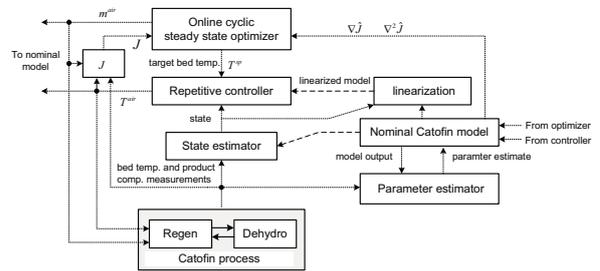 m^air
Online cyclic
steady state optimizer
∇Ĵ ∇²Ĵ
To nominal
model
J
J
target bed temp. T^sp
linearized model
Repetitive controller
linearization
T^air
state
State estimator
Nominal Catofin model
From optimizer
From controller
bed temp. and product
comp. measurements
model output
paramter estimate
Parameter estimator
Regen
Dehydro
Catofin process